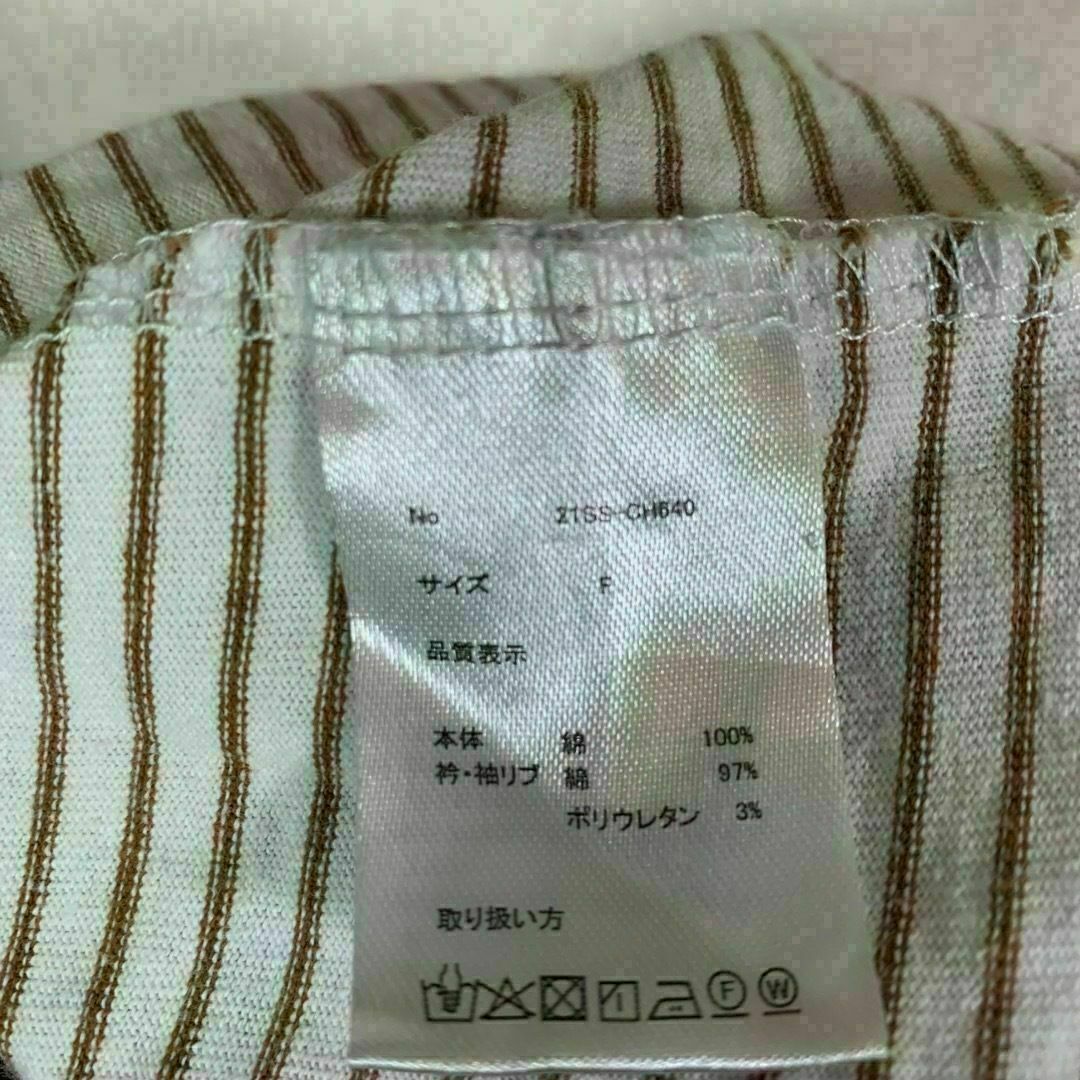 No 21SS-CH640
サイズ F
品質表示
本体 綿 100%
衿・袖リブ 綿 97%
ポリウレタン 3%
取り扱い方
F W